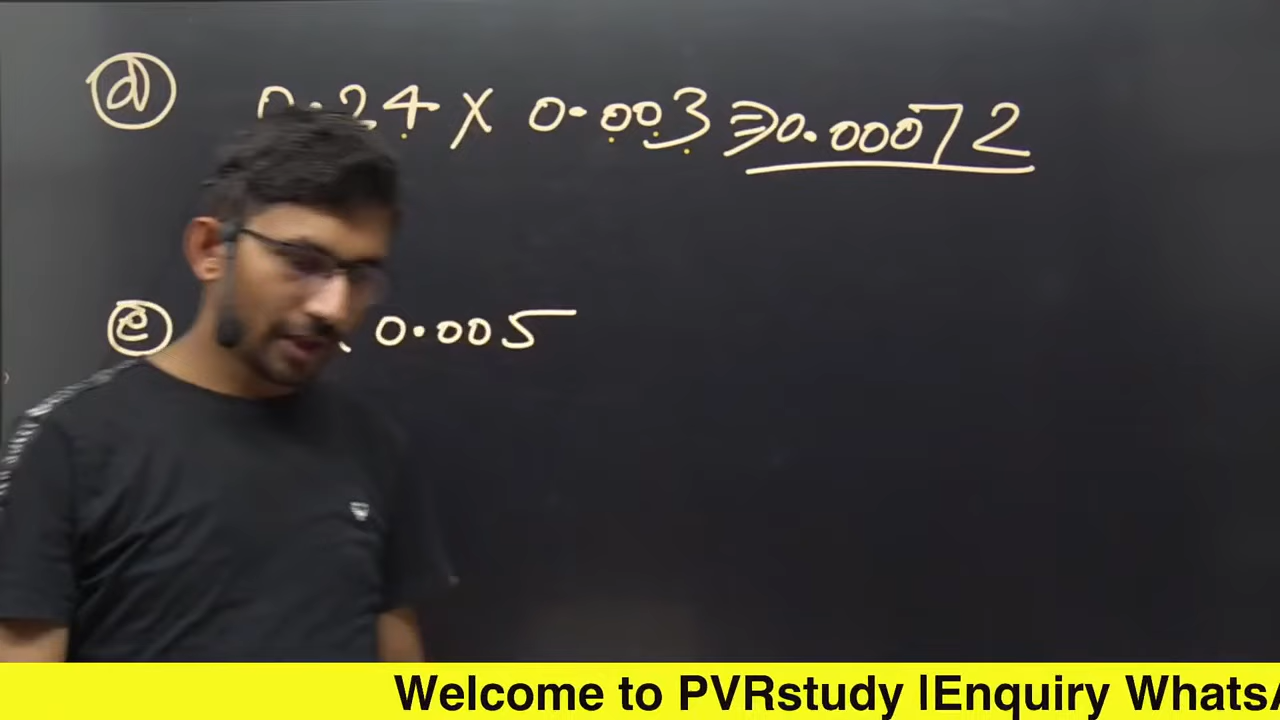 d 0.24 X 0.003 ⇒ 0.00072
e 0.005
Welcome to PVRstudy |Enquiry Whats